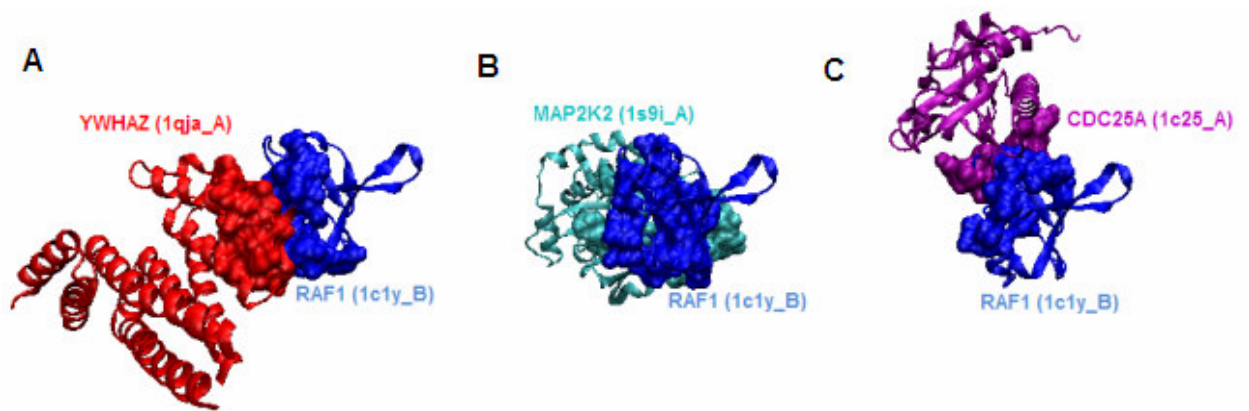 A
YWHAZ (1qja_A)
RAF1 (1c1y_B)
B
MAP2K2 (1s9i_A)
RAF1 (1c1y_B)
C
CDC25A (1c25_A)
RAF1 (1c1y_B)